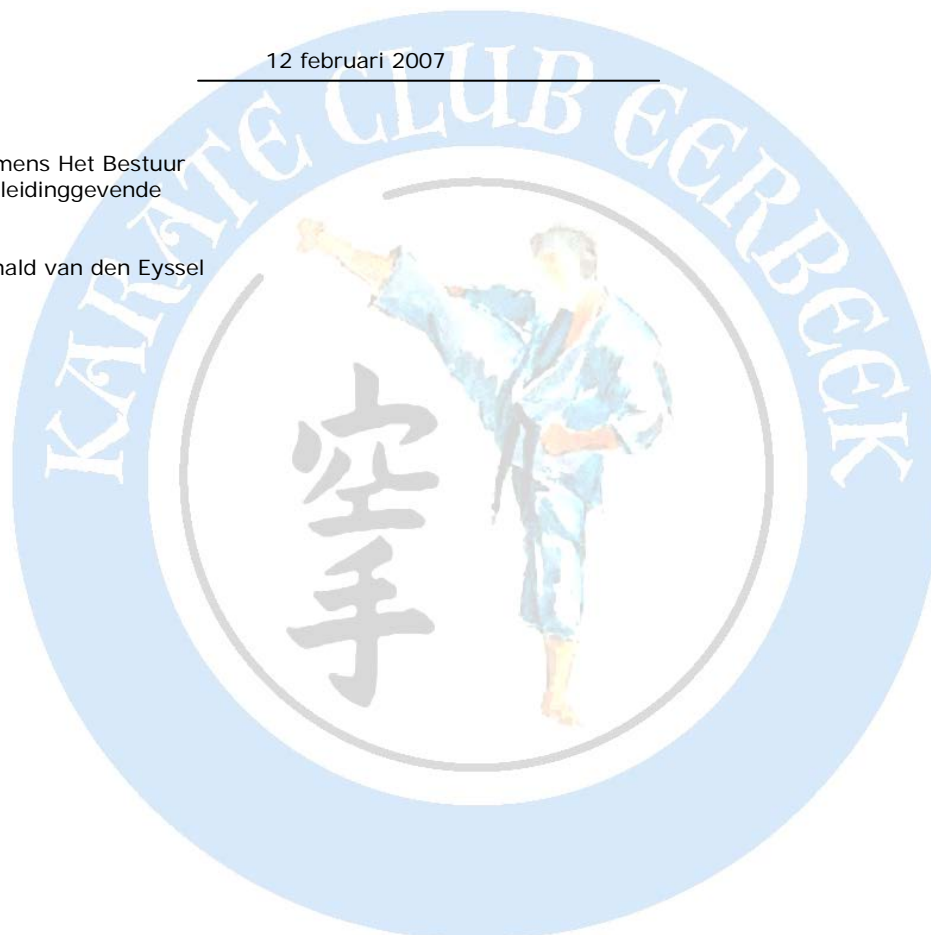 12 februari 2007
mens Het Bestuur
leidinggevende
nald van den Eyssel
KARATE CLUB EERBEEK
空手